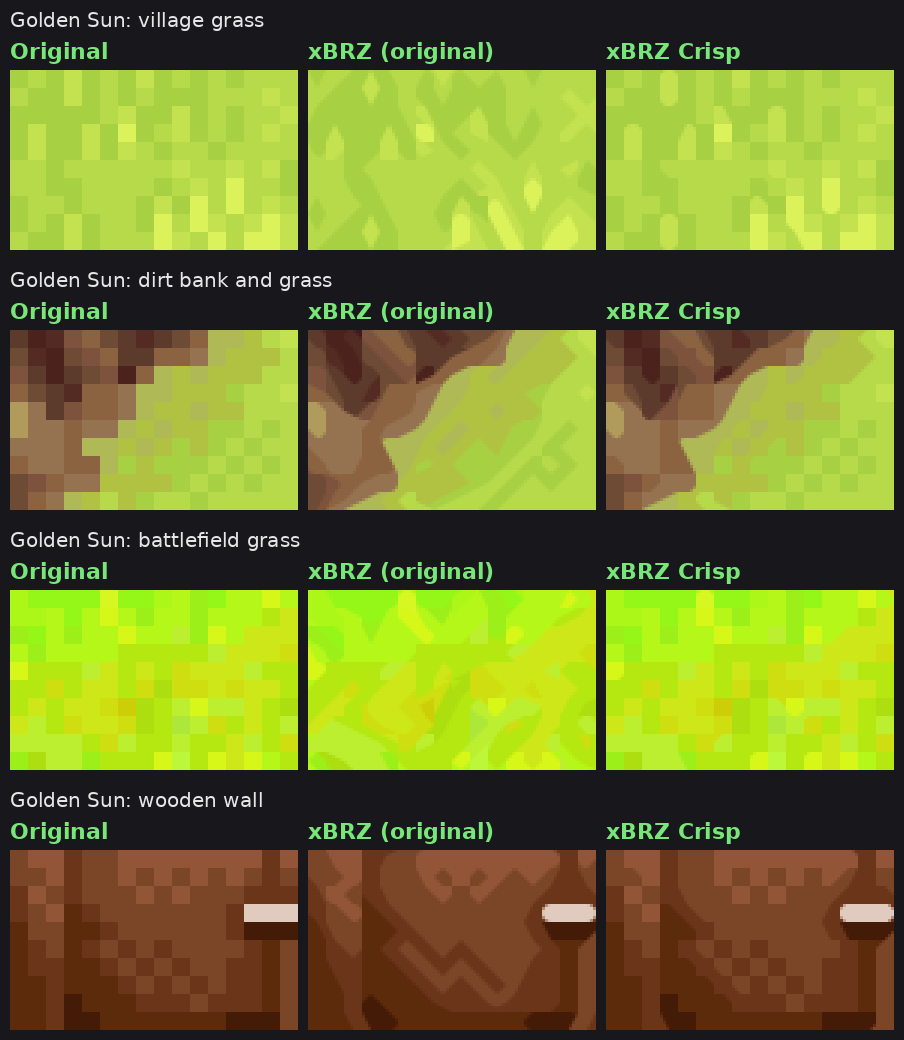 Golden Sun: village grass
Original xBRZ (original) xBRZ Crisp
Golden Sun: dirt bank and grass
Original xBRZ (original) xBRZ Crisp
Golden Sun: battlefield grass
Original xBRZ (original) xBRZ Crisp
Golden Sun: wooden wall
Original xBRZ (original) xBRZ Crisp